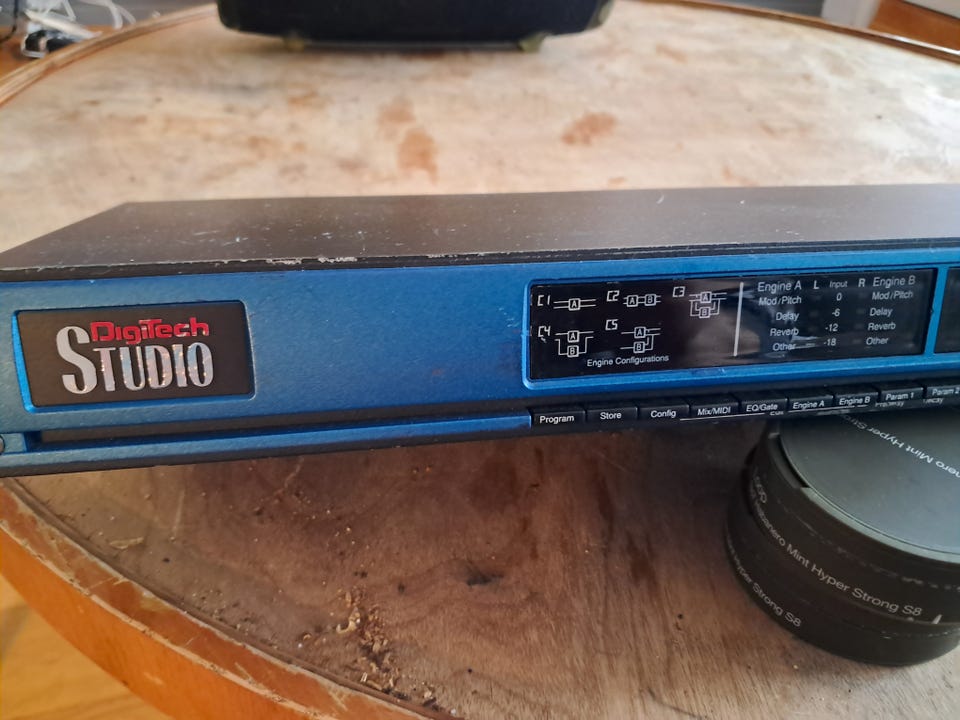 DigiTech
STUDIO
C1 C2 C3
A A B A B
C4 C5
A B A B
Engine Configurations
Engine A L Input R Engine B
Mod/Pitch 0 Mod/Pitch
Delay -6 Delay
Reverb -12 Reverb
Other -18 Other
Program Store Config Mix/MIDI EQ/Gate Engine A Engine B Param 1 Param 2
Mint Hyper
Mint Hyper Strong S8
Hyper Strong S8